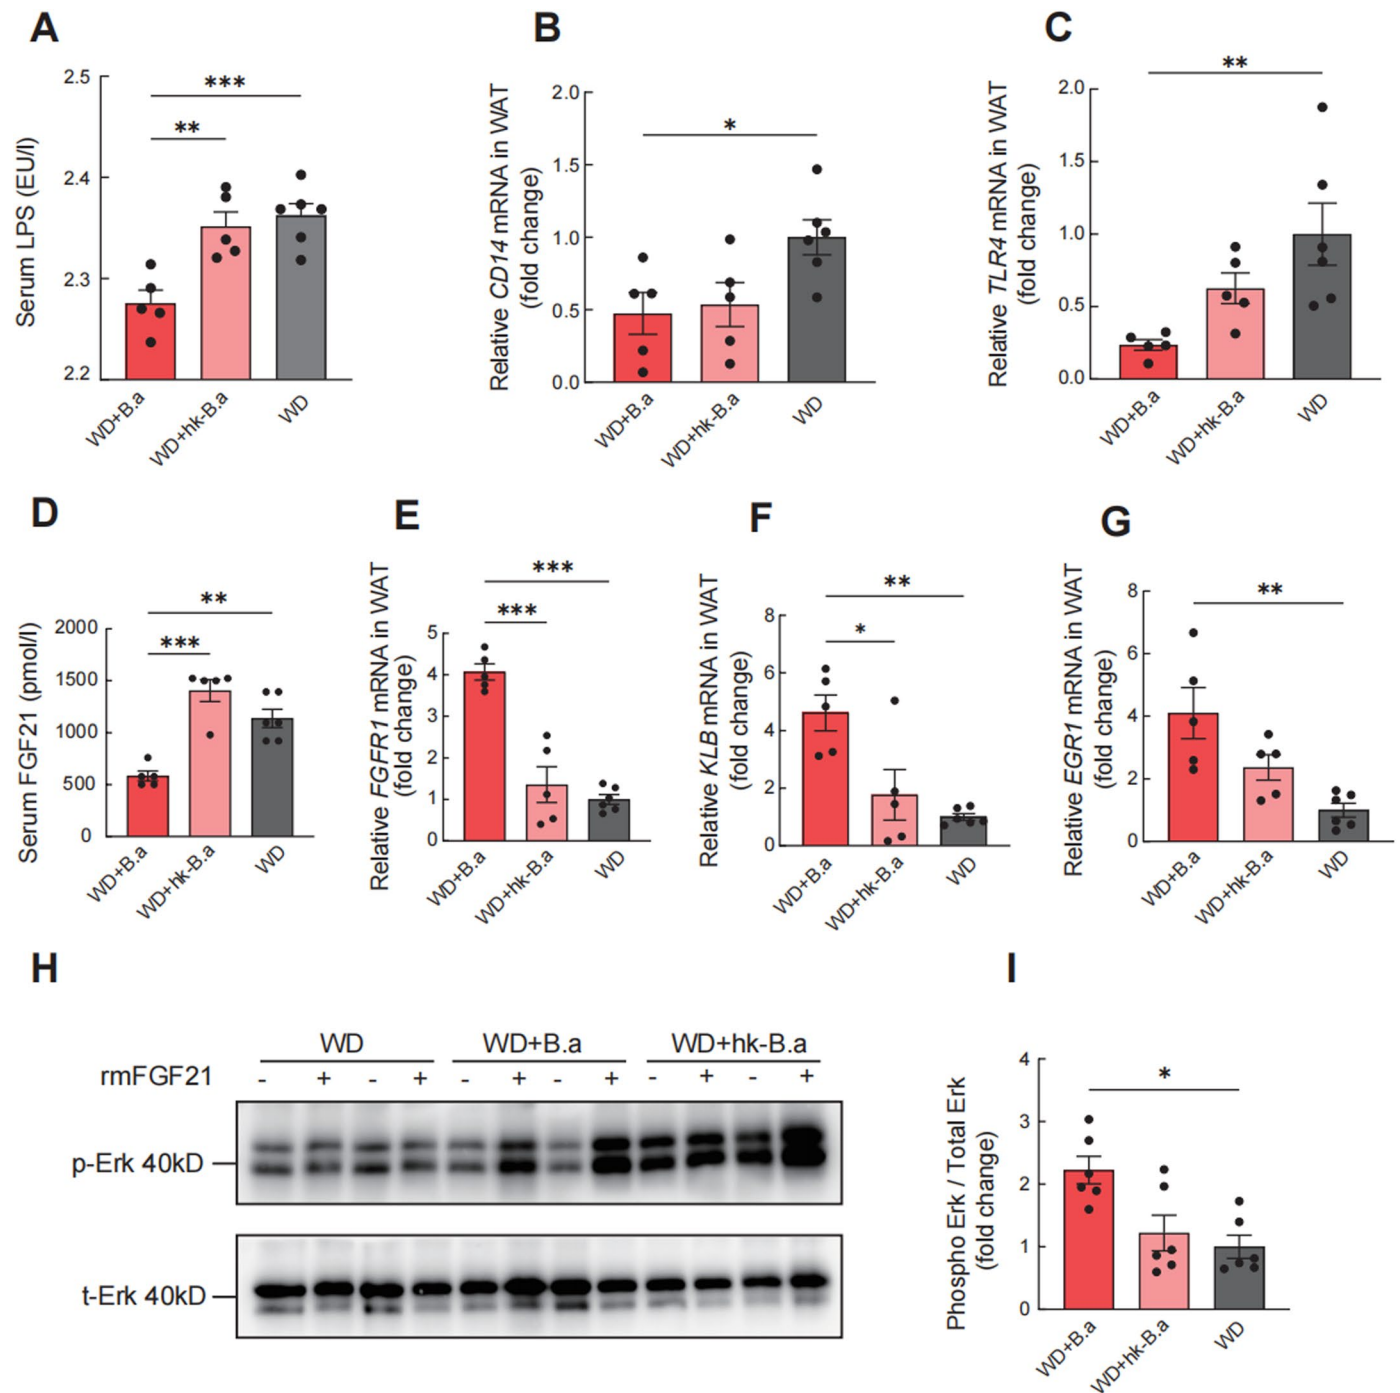 A
Serum LPS (EU/l)
2.5
2.4
2.3
2.2
***
**
WD+B.a
WD+hk-B.a
WD
B
Relative CD14 mRNA in WAT
(fold change)
2.0
1.5
1.0
0.5
0.0
*
WD+B.a
WD+hk-B.a
WD
C
Relative TLR4 mRNA in WAT
(fold change)
2.0
1.5
1.0
0.5
0.0
**
WD+B.a
WD+hk-B.a
WD
D
Serum FGF21 (pmol/l)
2000
1500
1000
500
0
**
***
WD+B.a
WD+hk-B.a
WD
E
Relative FGFR1 mRNA in WAT
(fold change)
5
4
3
2
1
0
***
***
WD+B.a
WD+hk-B.a
WD
F
Relative KLB mRNA in WAT
(fold change)
8
6
4
2
0
**
*
WD+B.a
WD+hk-B.a
WD
G
Relative EGR1 mRNA in WAT
(fold change)
8
6
4
2
0
**
WD+B.a
WD+hk-B.a
WD
H
WD WD+B.a WD+hk-B.a
rmFGF21 - + - + - + - + - + - +
p-Erk 40kD
t-Erk 40kD
I
Phospho Erk / Total Erk
(fold change)
4
3
2
1
0
*
WD+B.a
WD+hk-B.a
WD